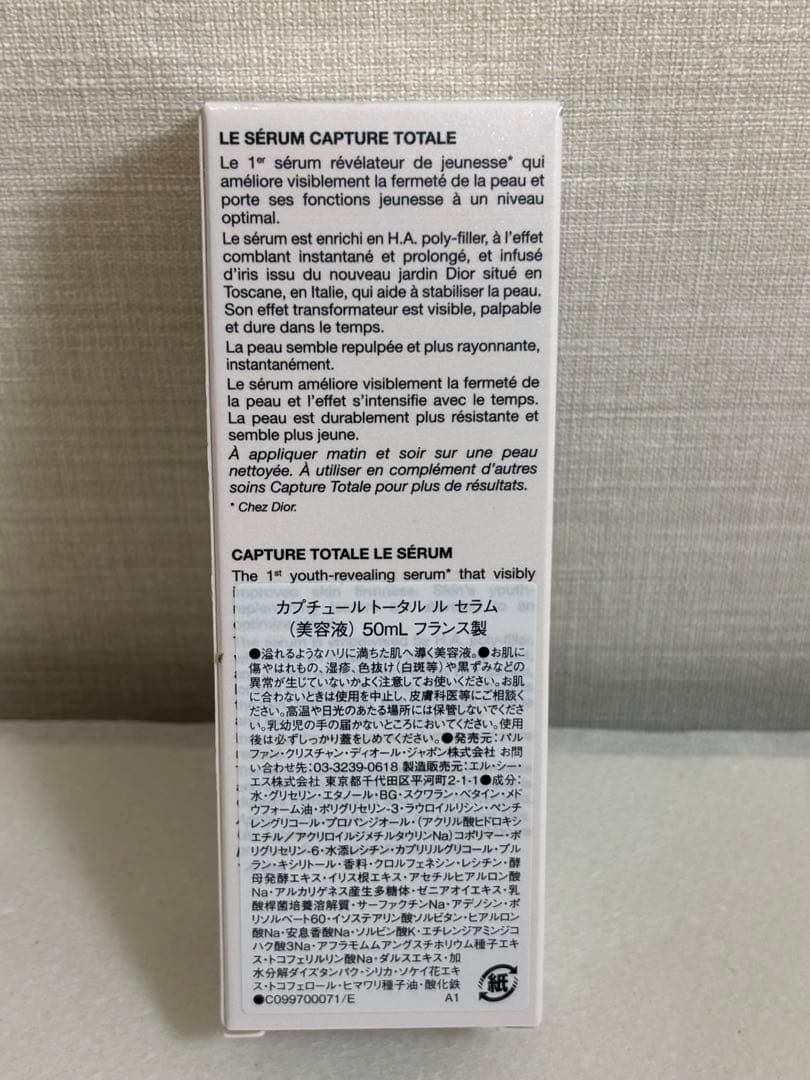 LE SÉRUM CAPTURE TOTALE
Le 1er sérum révélateur de jeunesse* qui
améliore visiblement la fermeté de la peau et
porte ses fonctions jeunesse à un niveau
optimal.
Le sérum est enrichi en H.A. poly-filler, à l'effet
comblant instantané et prolongé, et infusé
d'iris issu du nouveau jardin Dior situé en
Toscane, en Italie, qui aide à stabiliser la peau.
Son effet transformateur est visible, palpable
et dure dans le temps.
La peau semble repulpée et plus rayonnante,
instantanément.
Le sérum améliore visiblement la fermeté de
la peau et l'effet s'intensifie avec le temps.
La peau est durablement plus résistante et
semble plus jeune.
À appliquer matin et soir sur une peau
nettoyée. À utiliser en complément d'autres
soins Capture Totale pour plus de résultats.
* Chez Dior.
CAPTURE TOTALE LE SÉRUM
The 1st youth-revealing serum* that visibly
カプチュール トータル ル セラム
（美容液）50mL フランス製
●溢れるようなハリに満ちた肌へ導く美容液。●お肌に
傷やはれもの、湿疹、色抜け(白斑等)や黒ずみなどの
異常が生じていないかよく注意してお使いください。お肌
に合わないときは使用を中止し、皮膚科医等にご相談く
ださい。高温や日光のあたる場所には保管しないでくださ
い。乳幼児の手の届かないところにおいてください。使用
後は必ずしっかり蓋をしめてください。●発売元：パル
ファン・クリスチャン・ディオール・ジャポン株式会社 お問
い合わせ先：03-3239-0618 製造販売元：エル・シー・
エス株式会社 東京都千代田区平河町2-1-1●成分：
水・グリセリン・エタノール・BG・スクワラン・ベタイン・メド
ウフォーム油・ポリグリセリン-3・ラウロイルリシン・ペンチ
レングリコール・プロパンジオール・(アクリル酸ヒドロキシ
エチル／アクリロイルジメチルタウリンNa)コポリマー・ポ
リグリセリン-6・水添レシチン・カプリリルグリコール・プル
ラン・キシリトール・香料・クロルフェネシン・レシチン・酵
母発酵エキス・イリス根エキス・アセチルヒアルロン酸
Na・アルカリゲネス産生多糖体・ゼニアオイエキス・乳
酸桿菌培養溶解質・サーファクチンNa・アデノシン・ポ
リソルベート60・イソステアリン酸ソルビタン・ヒアルロン
酸Na・安息香酸Na・ソルビン酸K・エチレンジアミンジコ
ハク酸3Na・アフラモムムアングスチホリウム種子エキ
ス・トコフェリルリン酸Na・ダルスエキス・加
水分解ダイズタンパク・シリカ・ソケイ花エキ
ス・トコフェロール・ヒマワリ種子油・酸化鉄
●C099700071/E A1
紙